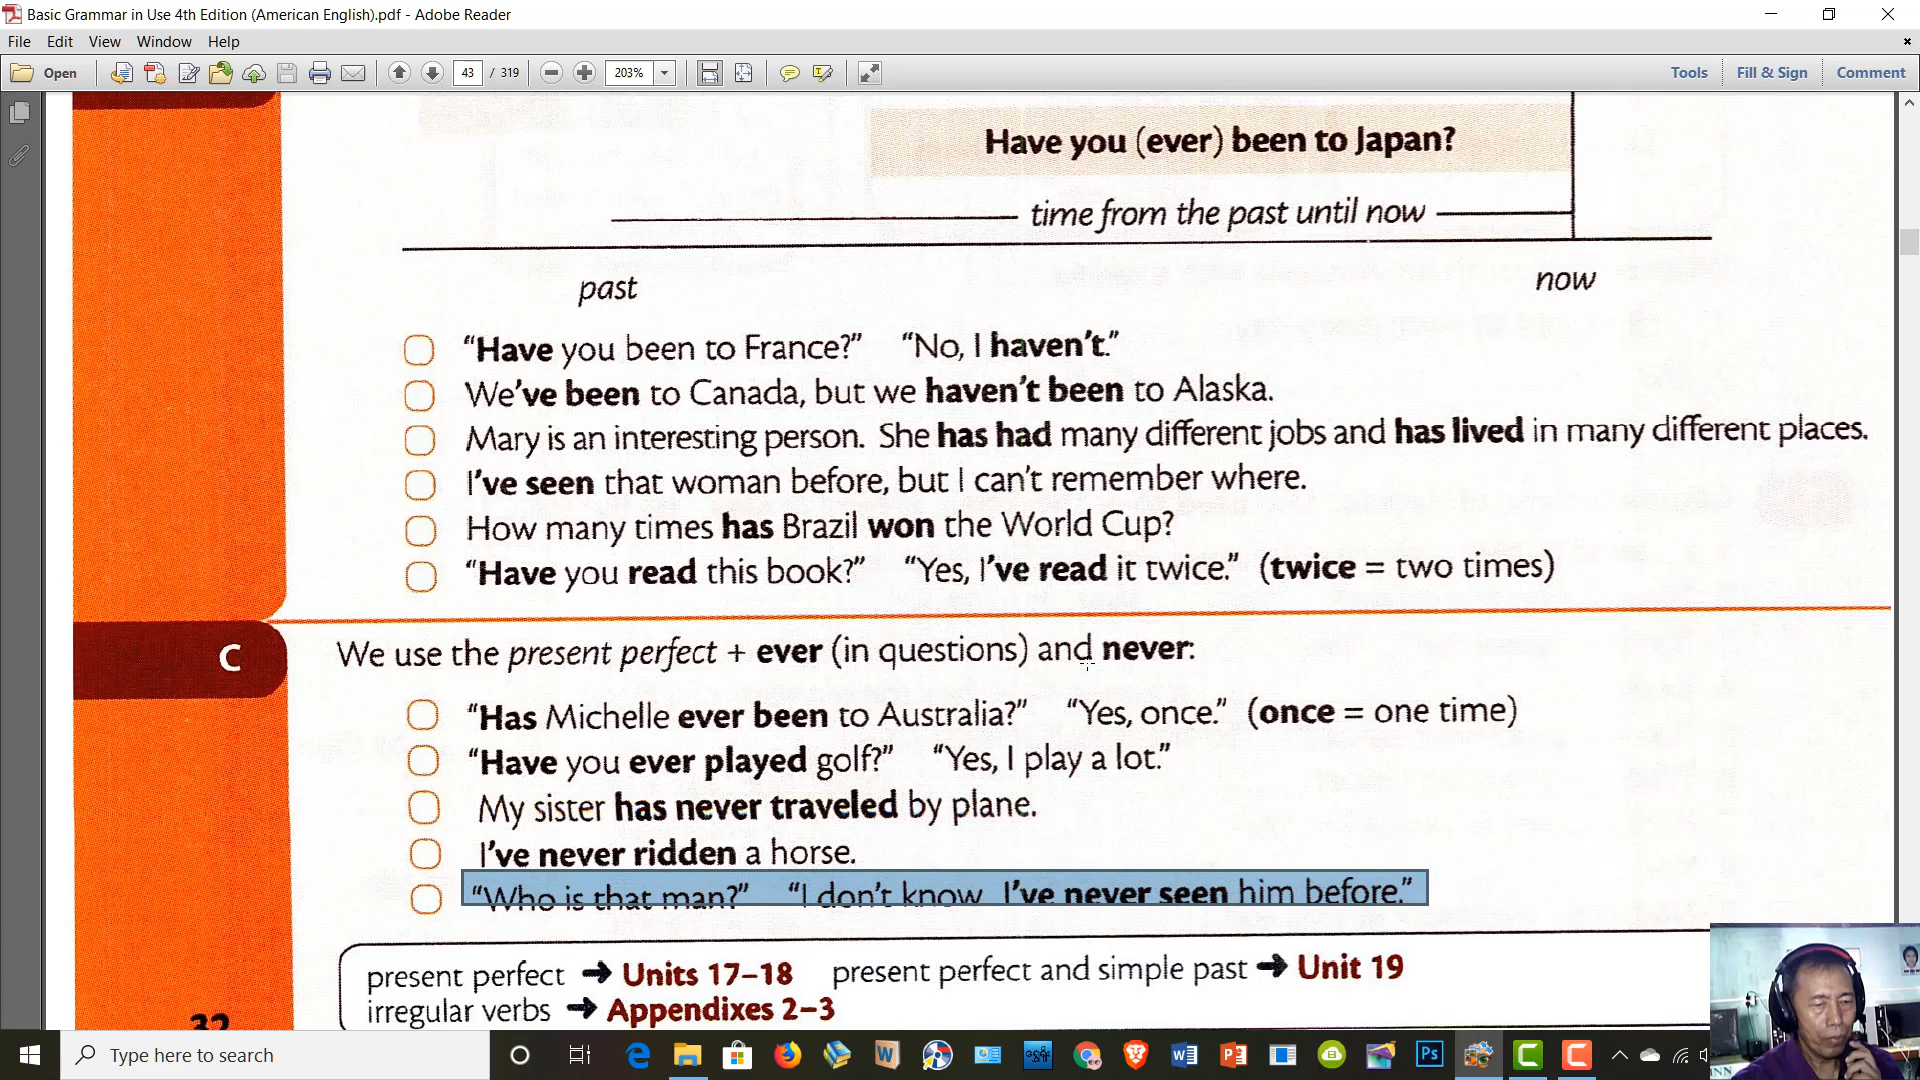 Basic Grammar in Use 4th Edition (American English).pdf - Adobe Reader
File Edit View Window Help
Open 43 / 319 203% Tools Fill & Sign Comment
Have you (ever) been to Japan?
time from the past until now
past now
“Have you been to France?” “No, I haven't.”
We've been to Canada, but we haven't been to Alaska.
Mary is an interesting person. She has had many different jobs and has lived in many different places.
I've seen that woman before, but I can't remember where.
How many times has Brazil won the World Cup?
“Have you read this book?” “Yes, I've read it twice.” (twice = two times)
C We use the present perfect + ever (in questions) and never:
“Has Michelle ever been to Australia?” “Yes, once.” (once = one time)
“Have you ever played golf?” “Yes, I play a lot.”
My sister has never traveled by plane.
I've never ridden a horse.
“Who is that man?” “I don't know I've never seen him before.”
present perfect → Units 17–18 present perfect and simple past → Unit 19
irregular verbs → Appendixes 2–3
32
Type here to search